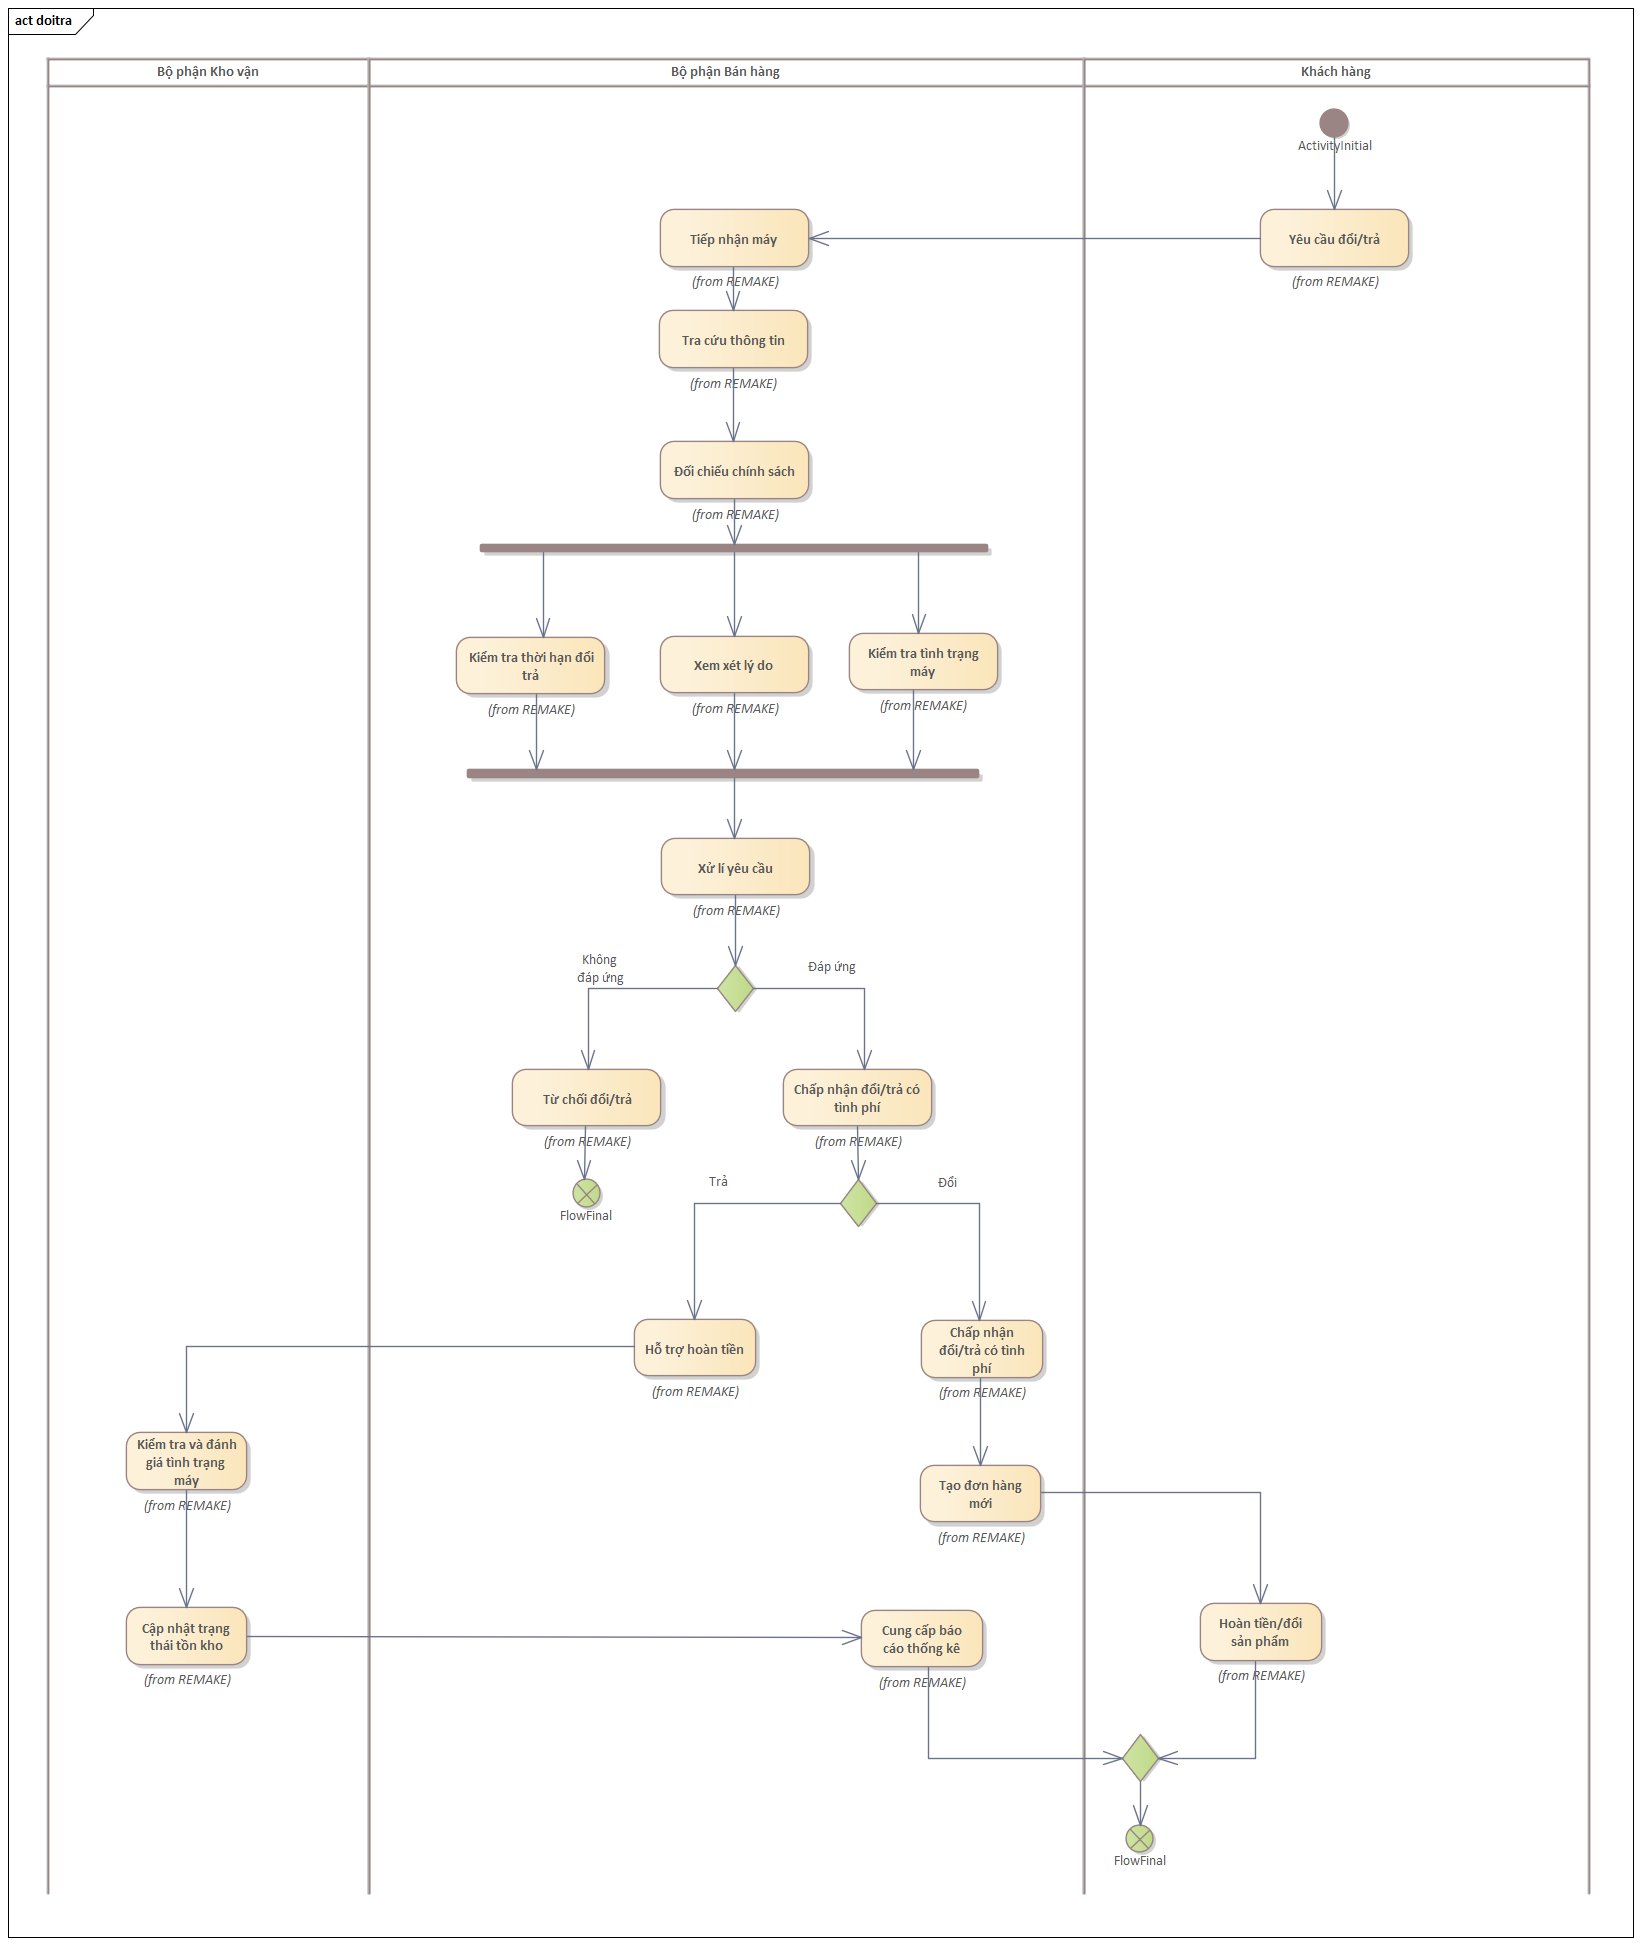 act doitra
Bộ phận Kho vận
Bộ phận Bán hàng
Khách hàng
ActivityInitial
Tiếp nhận máy
(from REMAKE)
Yêu cầu đổi/trả
(from REMAKE)
Tra cứu thông tin
(from REMAKE)
Đối chiếu chính sách
(from REMAKE)
Kiểm tra thời hạn đổi
trả
(from REMAKE)
Xem xét lý do
(from REMAKE)
Kiểm tra tình trạng
máy
(from REMAKE)
Xử lí yêu cầu
(from REMAKE)
Không
đáp ứng
Đáp ứng
Từ chối đổi/trả
(from REMAKE)
Chấp nhận đổi/trả có
tình phí
(from REMAKE)
FlowFinal
Trả
Đổi
Hỗ trợ hoàn tiền
(from REMAKE)
Chấp nhận
đổi/trả có tình
phí
(from REMAKE)
Kiểm tra và đánh
giá tình trạng
máy
(from REMAKE)
Tạo đơn hàng
mới
(from REMAKE)
Cập nhật trạng
thái tồn kho
(from REMAKE)
Cung cấp báo
cáo thống kê
(from REMAKE)
Hoàn tiền/đổi
sản phẩm
(from REMAKE)
FlowFinal